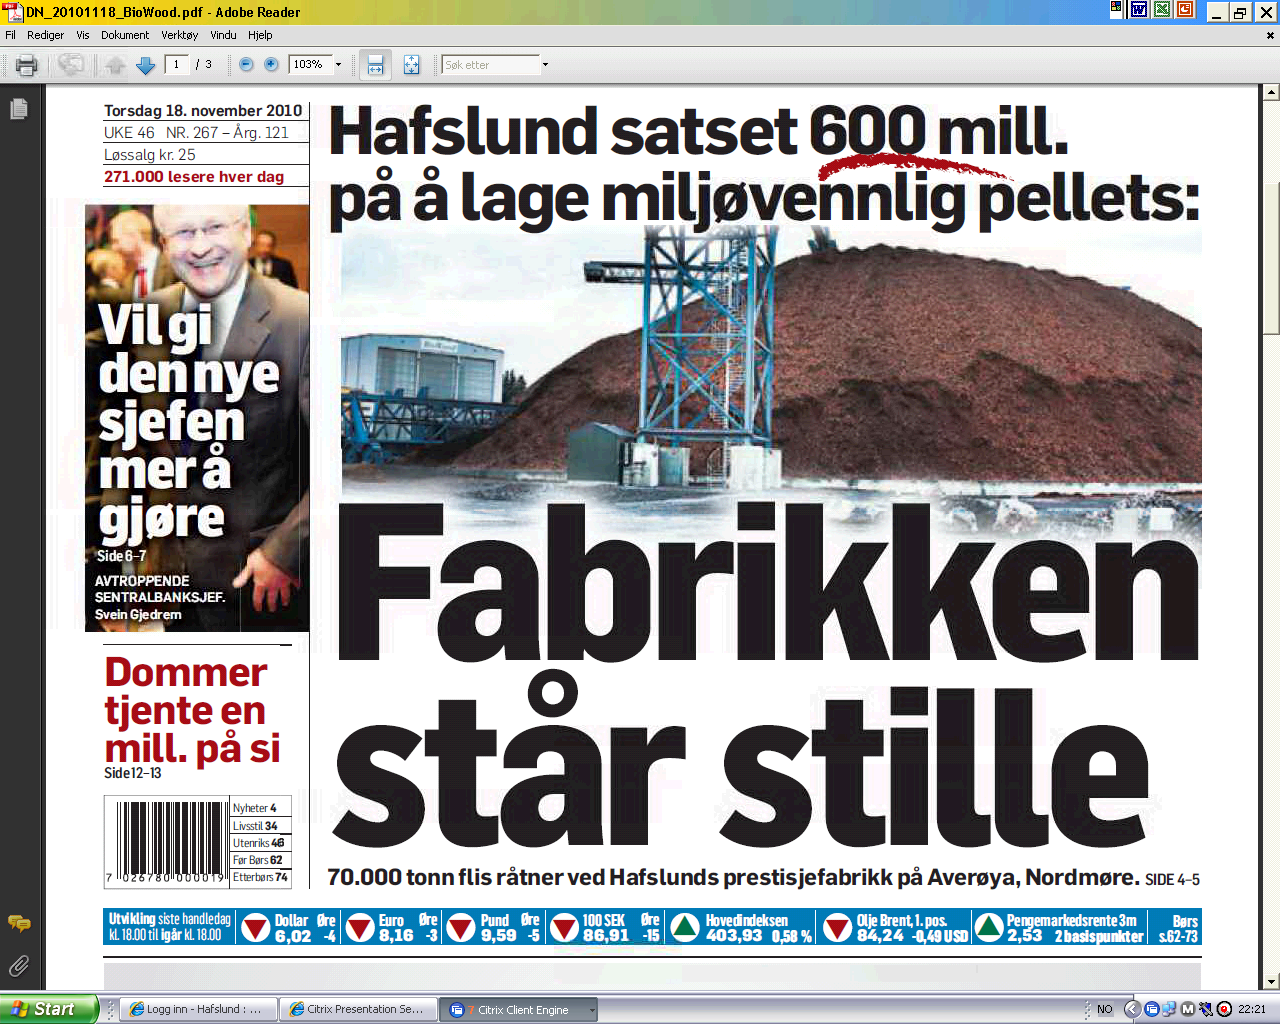 DN_20101118_BioWood.pdf - Adobe Reader
Fil Rediger Vis Dokument Verktøy Vindu Hjelp
1 / 3 103% Søk etter
Torsdag 18. november 2010
UKE 46 NR. 267 – Årg. 121
Løssalg kr. 25
271.000 lesere hver dag
Hafslund satset 600 mill.
på å lage miljøvennlig pellets:
Vil gi
den nye
sjefen
mer å
gjøre
Side 6–7
AVTROPPENDE
SENTRALBANKSJEF.
Svein Gjedrem
BioWood
Fabrikken
står stille
Dommer
tjente en
mill. på si
Side 12–13
Nyheter 4
Livsstil 34
Utenriks 46
Før Børs 62
Etterbørs 74
7 026780 000019
70.000 tonn flis råtner ved Hafslunds prestisjefabrikk på Averøya, Nordmøre. SIDE 4–5
Utvikling siste handledag
kl. 18.00 til igår kl. 18.00
Dollar Øre
6,02 -4
Euro Øre
8,16 -3
Pund Øre
9,59 -5
100 SEK Øre
86,91 -15
Hovedindeksen
403,93 0,58 %
Olje Brent, 1. pos.
84,24 -0,49 USD
Pengemarkedsrente 3m
2,53 2 basispunkter
Børs
s.62-73
Start Logg inn - Hafslund : ... Citrix Presentation Se... 7 Citrix Client Engine NO 22:21